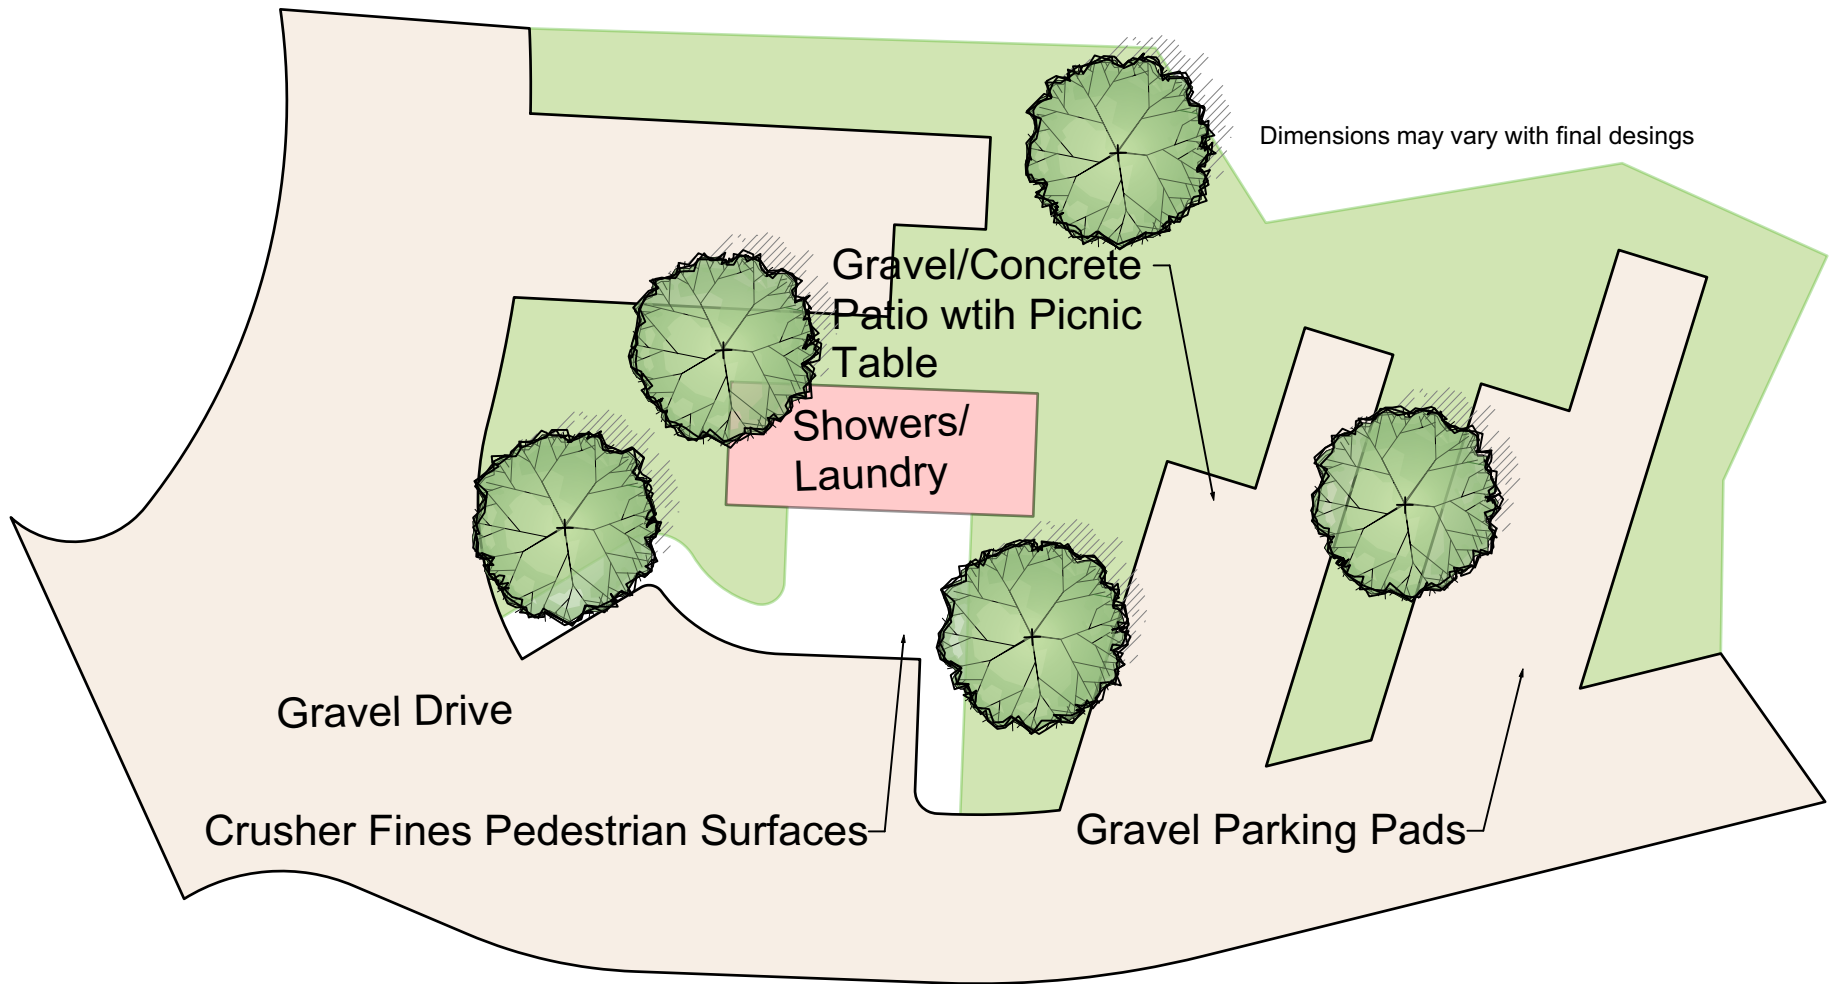 Dimensions may vary with final desings
Gravel/Concrete
Patio wtih Picnic
Table
Showers/
Laundry
Gravel Drive
Crusher Fines Pedestrian Surfaces
Gravel Parking Pads